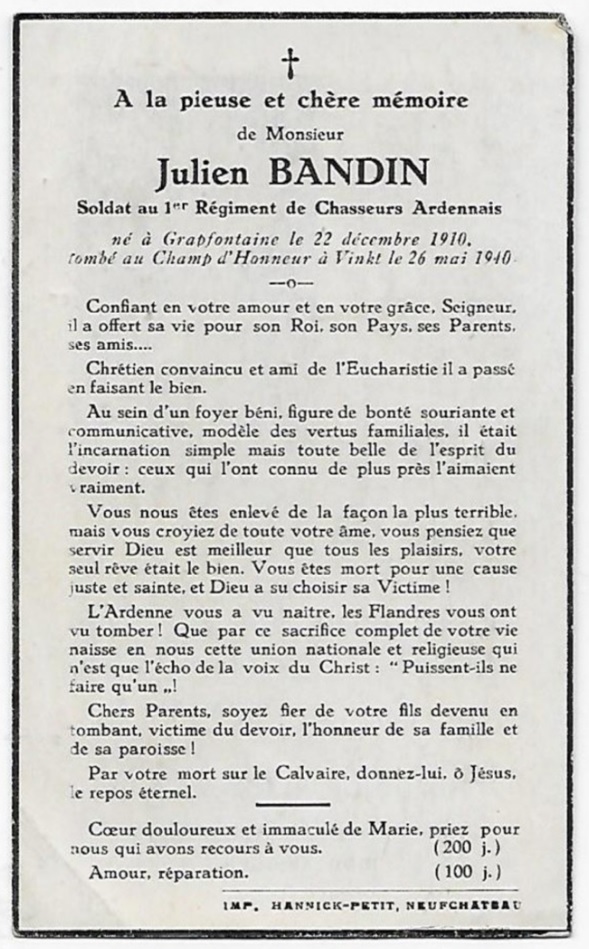 A la pieuse et chère mémoire
de Monsieur
Julien BANDIN
Soldat au 1er Régiment de Chasseurs Ardennais
né à Grapfontaine le 22 décembre 1910,
tombé au Champ d'Honneur à Vinkt le 26 mai 1940
—o—
Confiant en votre amour et en votre grâce, Seigneur,
il a offert sa vie pour son Roi, son Pays, ses Parents,
ses amis....
Chrétien convaincu et ami de l'Eucharistie il a passé
en faisant le bien.
Au sein d'un foyer béni, figure de bonté souriante et
communicative, modèle des vertus familiales, il était
l'incarnation simple mais toute belle de l'esprit du
devoir : ceux qui l'ont connu de plus près l'aimaient
vraiment.
Vous nous êtes enlevé de la façon la plus terrible,
mais vous croyiez de toute votre âme, vous pensiez que
servir Dieu est meilleur que tous les plaisirs, votre
seul rêve était le bien. Vous êtes mort pour une cause
juste et sainte, et Dieu a su choisir sa Victime !
L'Ardenne vous a vu naitre, les Flandres vous ont
vu tomber ! Que par ce sacrifice complet de votre vie
naisse en nous cette union nationale et religieuse qui
n'est que l'écho de la voix du Christ : “ Puissent-ils ne
faire qu'un „!
Chers Parents, soyez fier de votre fils devenu en
tombant, victime du devoir, l'honneur de sa famille et
de sa paroisse !
Par votre mort sur le Calvaire, donnez-lui, ô Jésus,
le repos éternel.
Cœur douloureux et immaculé de Marie, priez pour
nous qui avons recours à vous. (200 j.)
Amour, réparation. (100 j.)
IMP. HANNICK-PETIT, NEUFCHATEAU